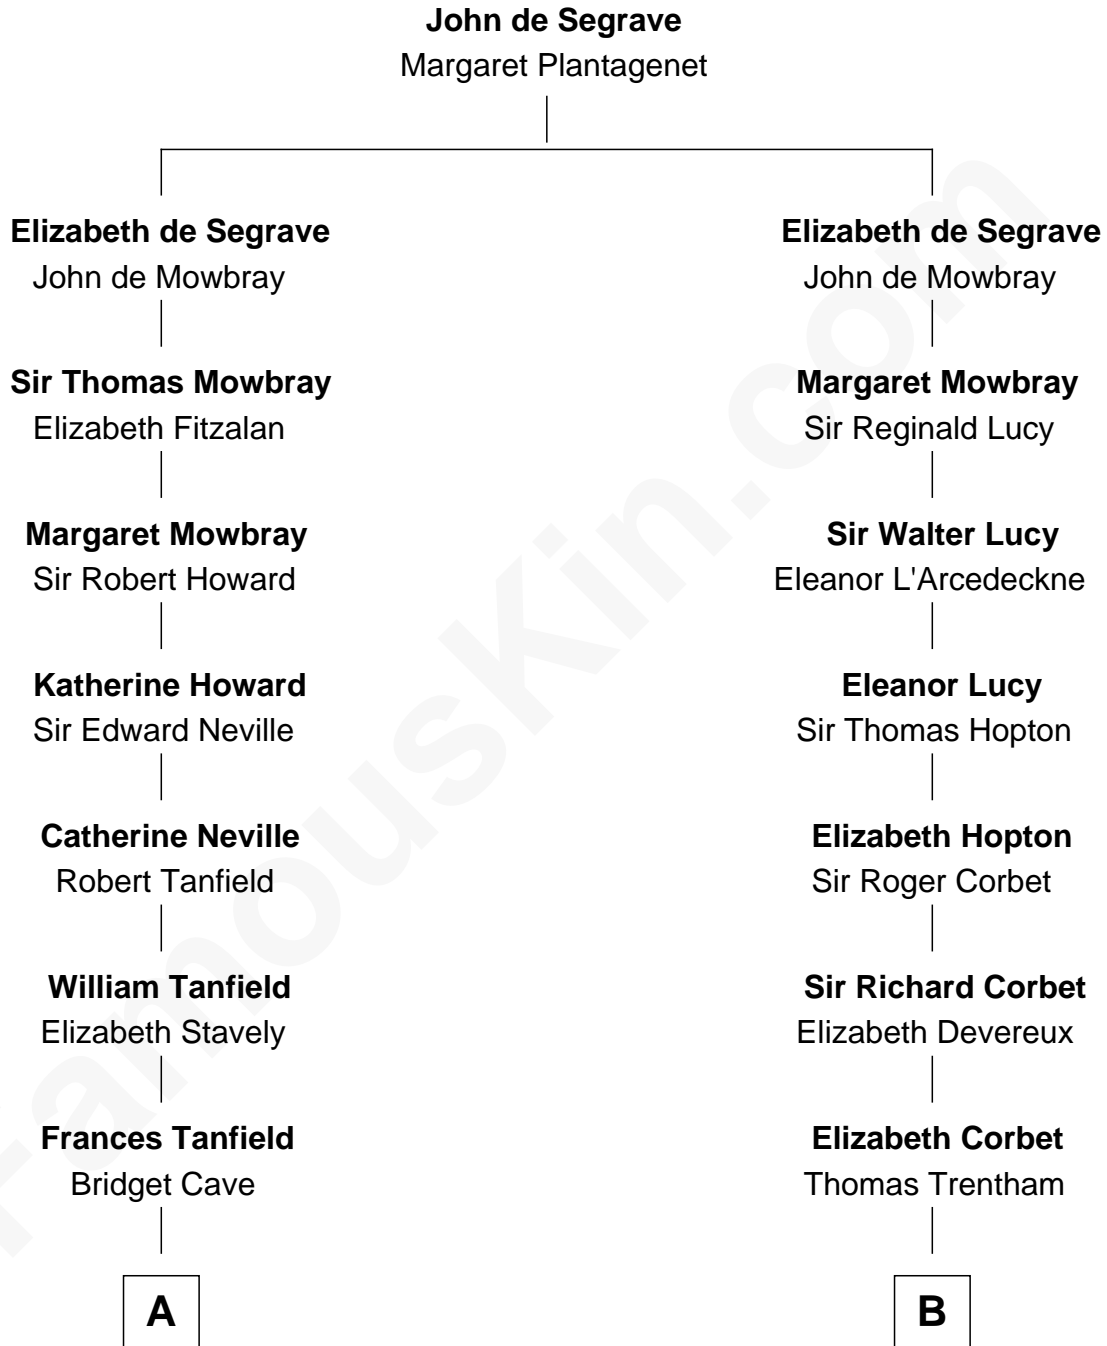 John de Segrave
Margaret Plantagenet
Elizabeth de Segrave
John de Mowbray
Elizabeth de Segrave
John de Mowbray
Sir Thomas Mowbray
Elizabeth Fitzalan
Margaret Mowbray
Sir Reginald Lucy
Margaret Mowbray
Sir Robert Howard
Sir Walter Lucy
Eleanor L'Arcedeckne
Katherine Howard
Sir Edward Neville
Eleanor Lucy
Sir Thomas Hopton
Catherine Neville
Robert Tanfield
Elizabeth Hopton
Sir Roger Corbet
William Tanfield
Elizabeth Stavely
Sir Richard Corbet
Elizabeth Devereux
Frances Tanfield
Bridget Cave
Elizabeth Corbet
Thomas Trentham
A
B
FamousKin.com